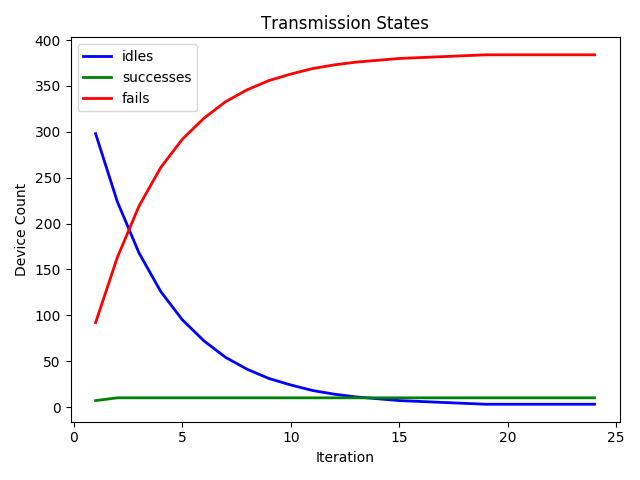 Transmission States
idles
successes
fails
Device Count
400
350
300
250
200
150
100
50
0
0 5 10 15 20 25
Iteration